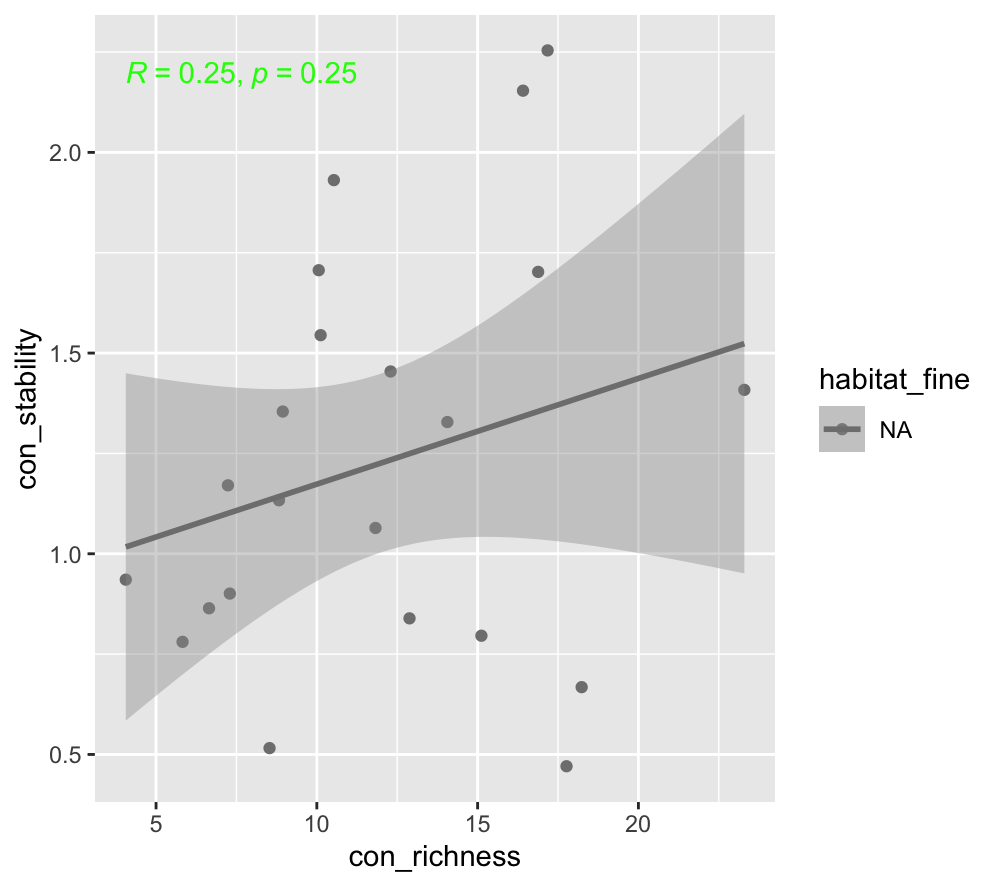 R = 0.25, p = 0.25
2.0
1.5
1.0
0.5
con_stability
5 10 15 20
con_richness
habitat_fine
NA